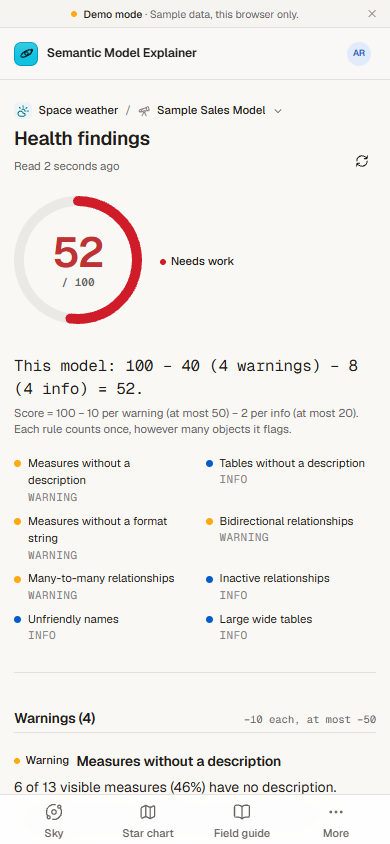 Demo mode · Sample data, this browser only.
Semantic Model Explainer
AR
Space weather / Sample Sales Model
Health findings
Read 2 seconds ago
52
/ 100
Needs work
This model: 100 − 40 (4 warnings) − 8
(4 info) = 52.
Score = 100 − 10 per warning (at most 50) − 2 per info (at most 20).
Each rule counts once, however many objects it flags.
Measures without a
description
WARNING
Tables without a description
INFO
Measures without a format
string
WARNING
Bidirectional relationships
WARNING
Many-to-many relationships
WARNING
Inactive relationships
INFO
Unfriendly names
INFO
Large wide tables
INFO
Warnings (4)
−10 each, at most −50
Warning Measures without a description
6 of 13 visible measures (46%) have no description.
Sky
Star chart
Field guide
More